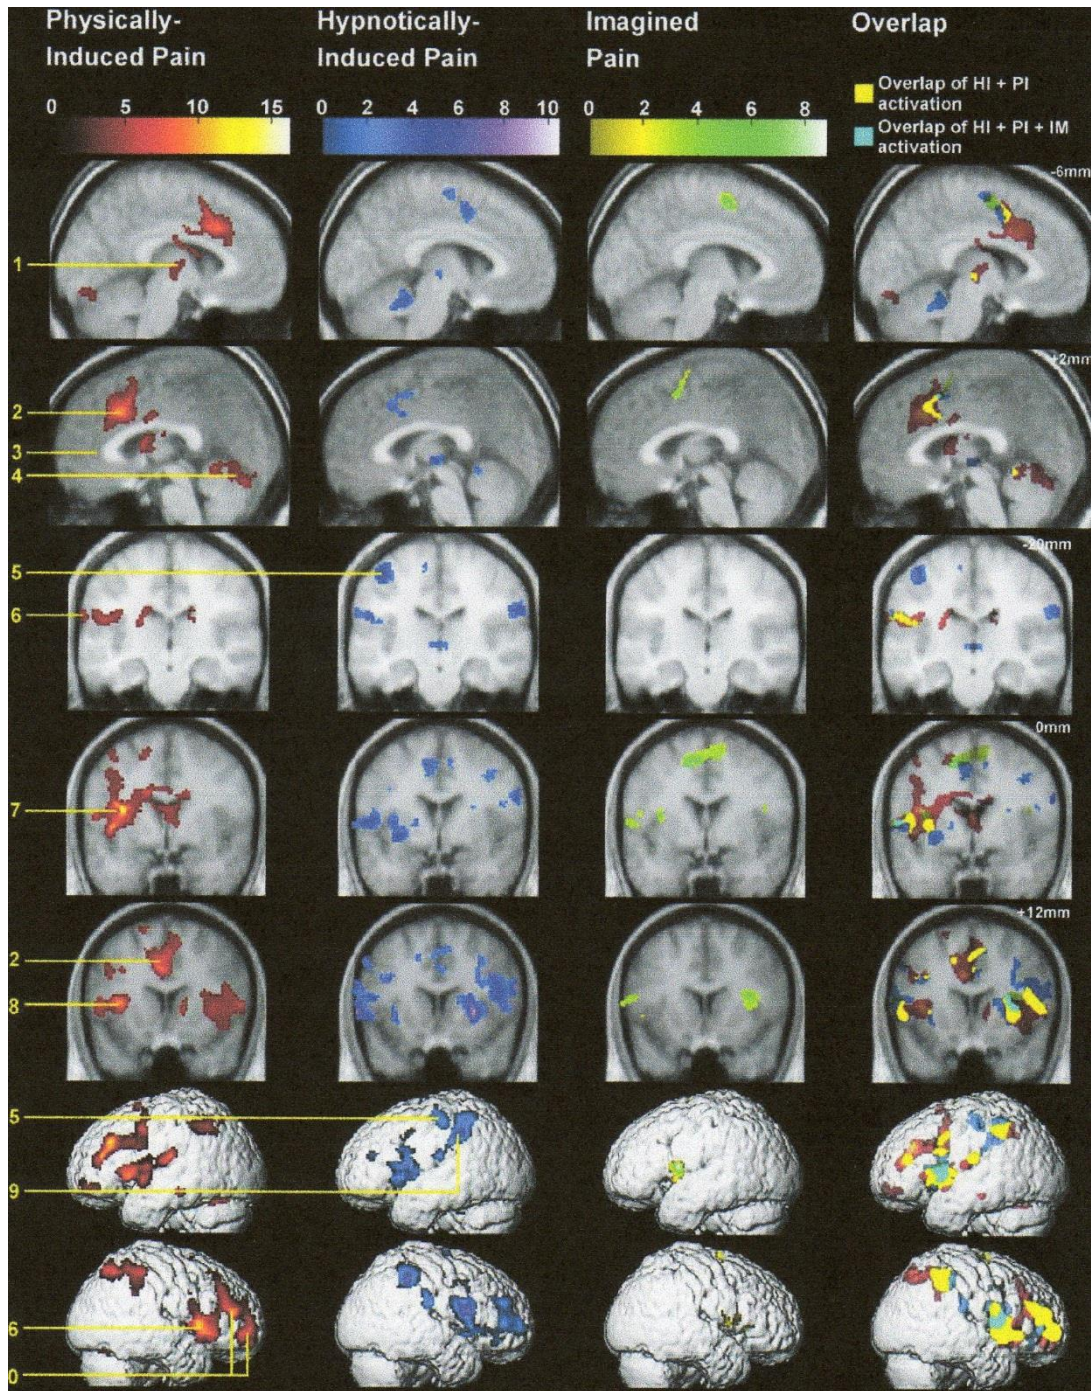 Physically-
Induced Pain
Hypnotically-
Induced Pain
Imagined
Pain
Overlap
0 5 10 15
0 2 4 6 8 10
0 2 4 6 8
Overlap of HI + PI
activation
Overlap of HI + PI + IM
activation
-6mm
1
+2mm
2
3
4
-20mm
5
6
-0mm
7
+12mm
2
8
5
9
6
0